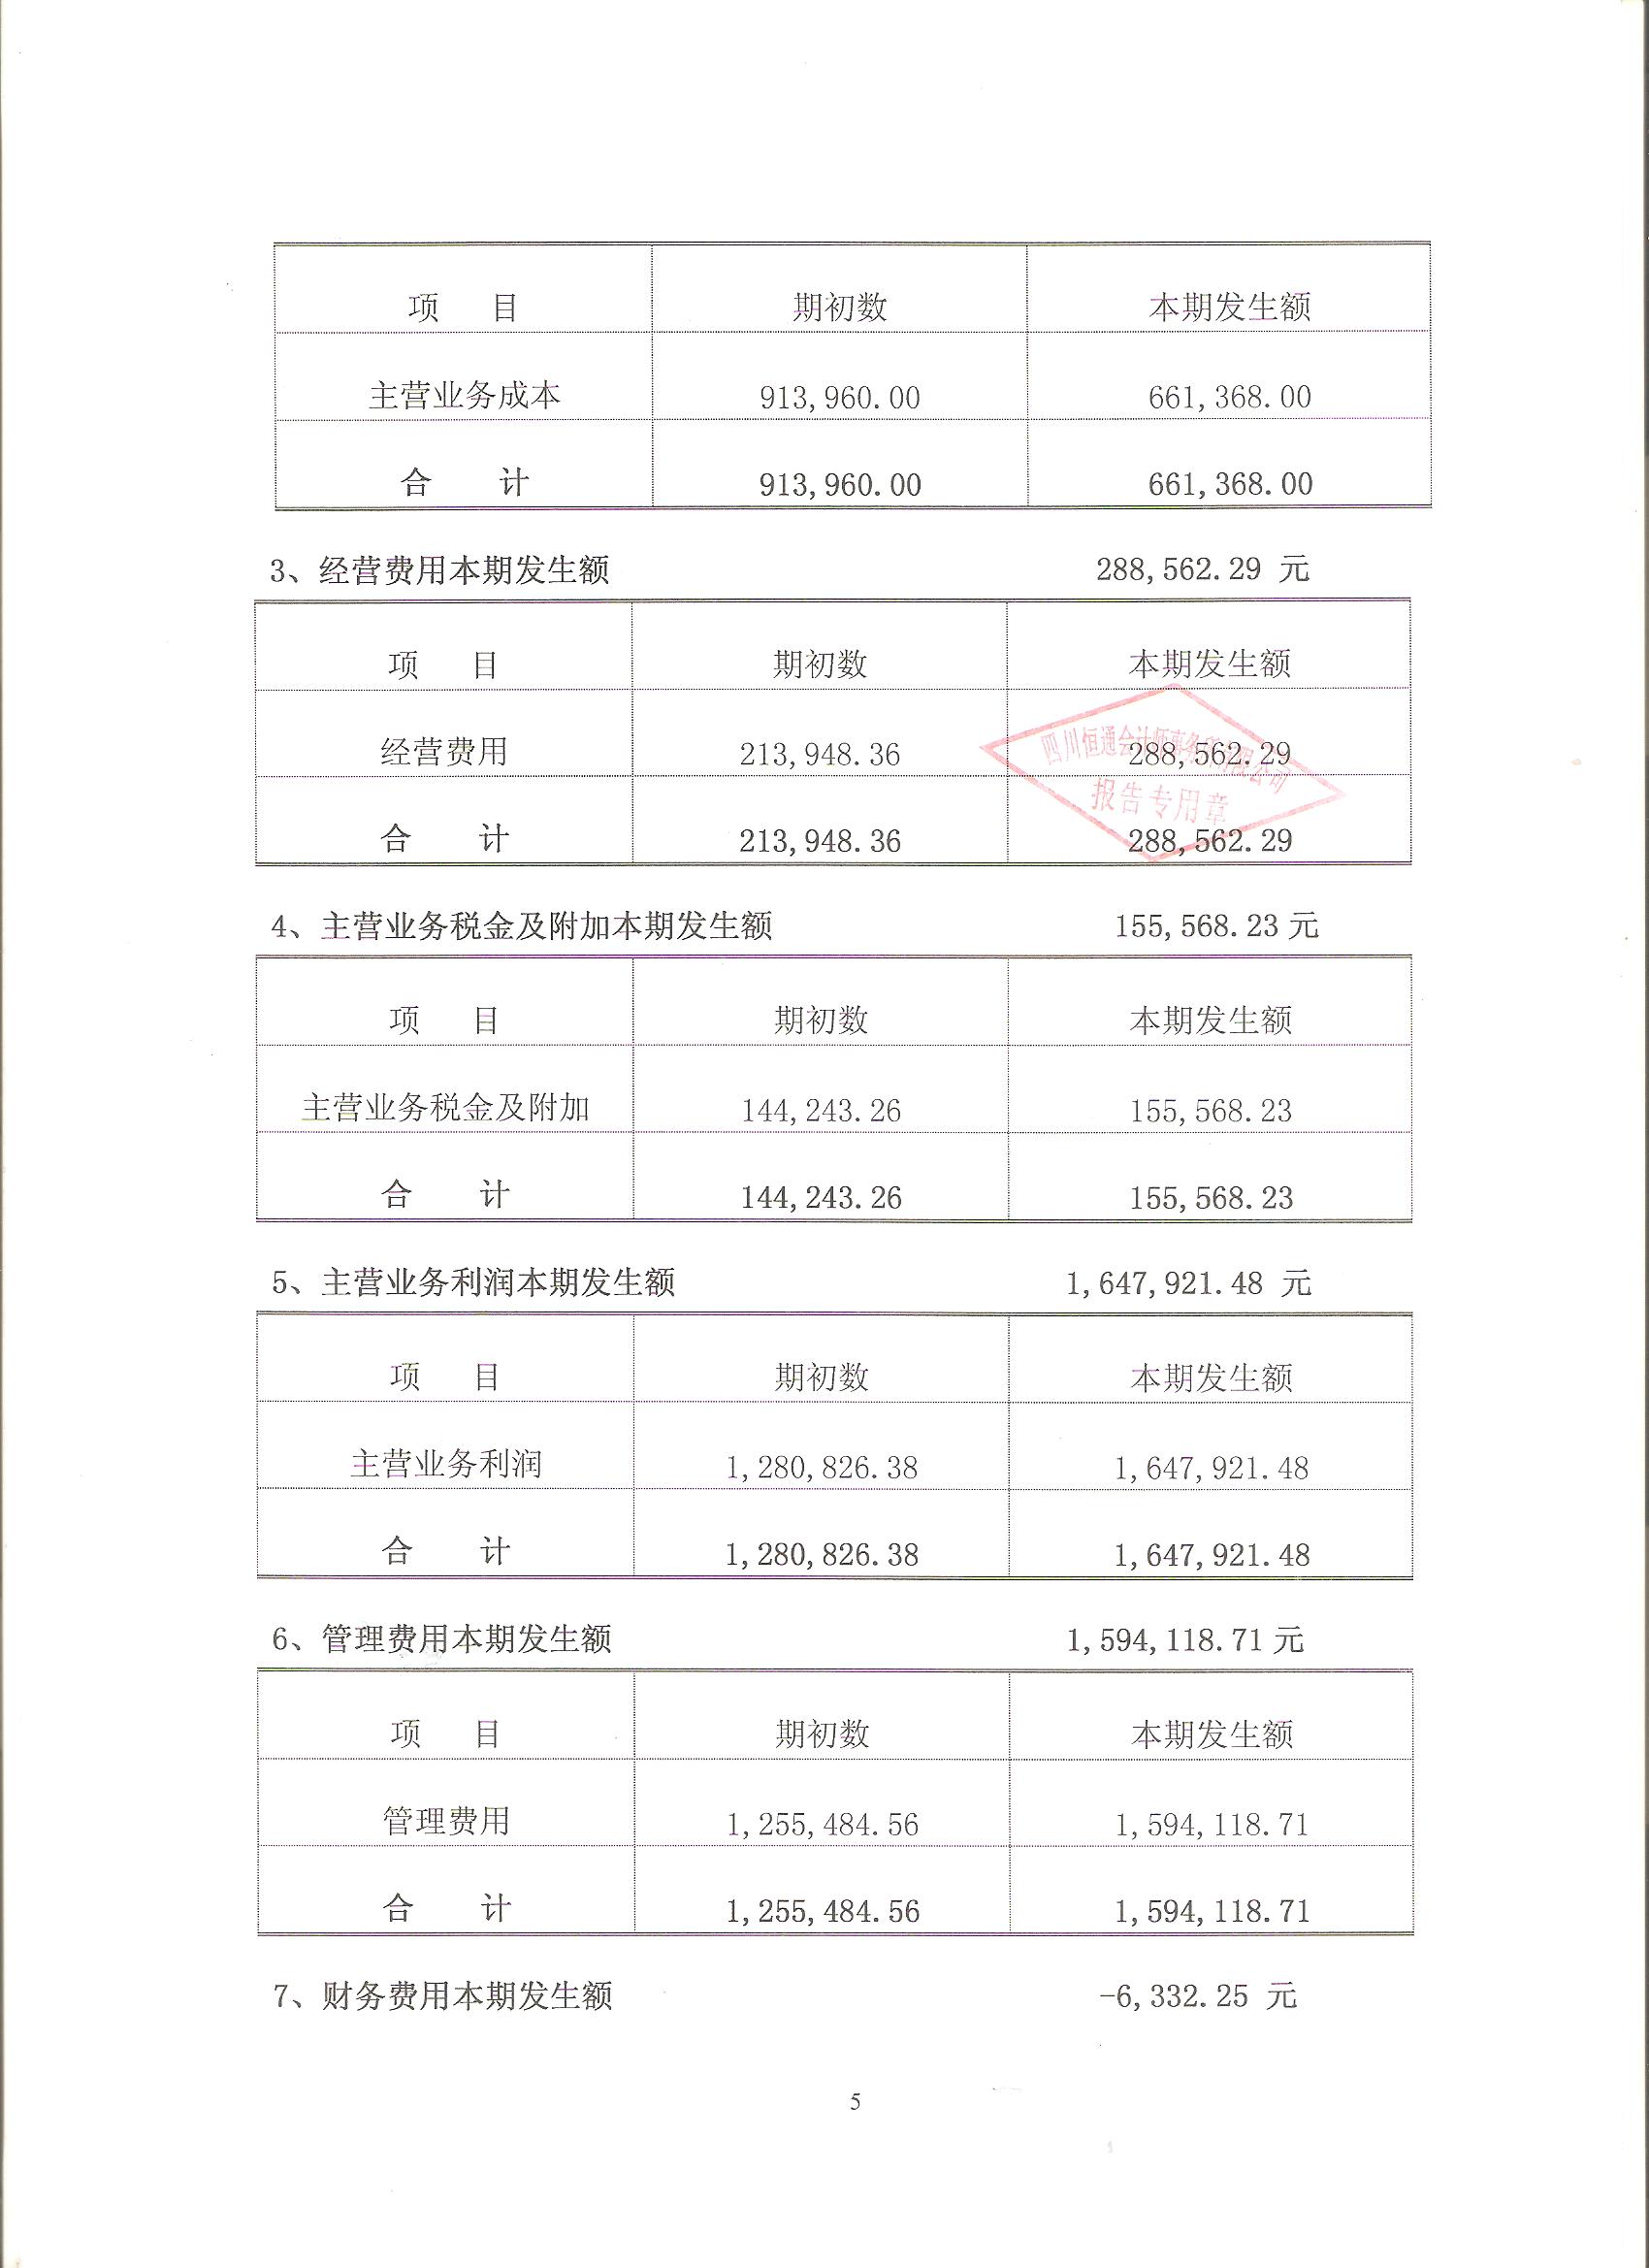 项 目 期初数 本期发生额
主营业务成本 913,960.00 661,368.00
合 计 913,960.00 661,368.00
3、经营费用本期发生额 288,562.29 元
项 目 期初数 本期发生额
经营费用 213,948.36 288,562.29
四川恒通会计师事务所有限公司
报告专用章
合 计 213,948.36 288,562.29
4、主营业务税金及附加本期发生额 155,568.23 元
项 目 期初数 本期发生额
主营业务税金及附加 144,243.26 155,568.23
合 计 144,243.26 155,568.23
5、主营业务利润本期发生额 1,647,921.48 元
项 目 期初数 本期发生额
主营业务利润 1,280,826.38 1,647,921.48
合 计 1,280,826.38 1,647,921.48
6、管理费用本期发生额 1,594,118.71 元
项 目 期初数 本期发生额
管理费用 1,255,484.56 1,594,118.71
合 计 1,255,484.56 1,594,118.71
7、财务费用本期发生额 -6,332.25 元
5